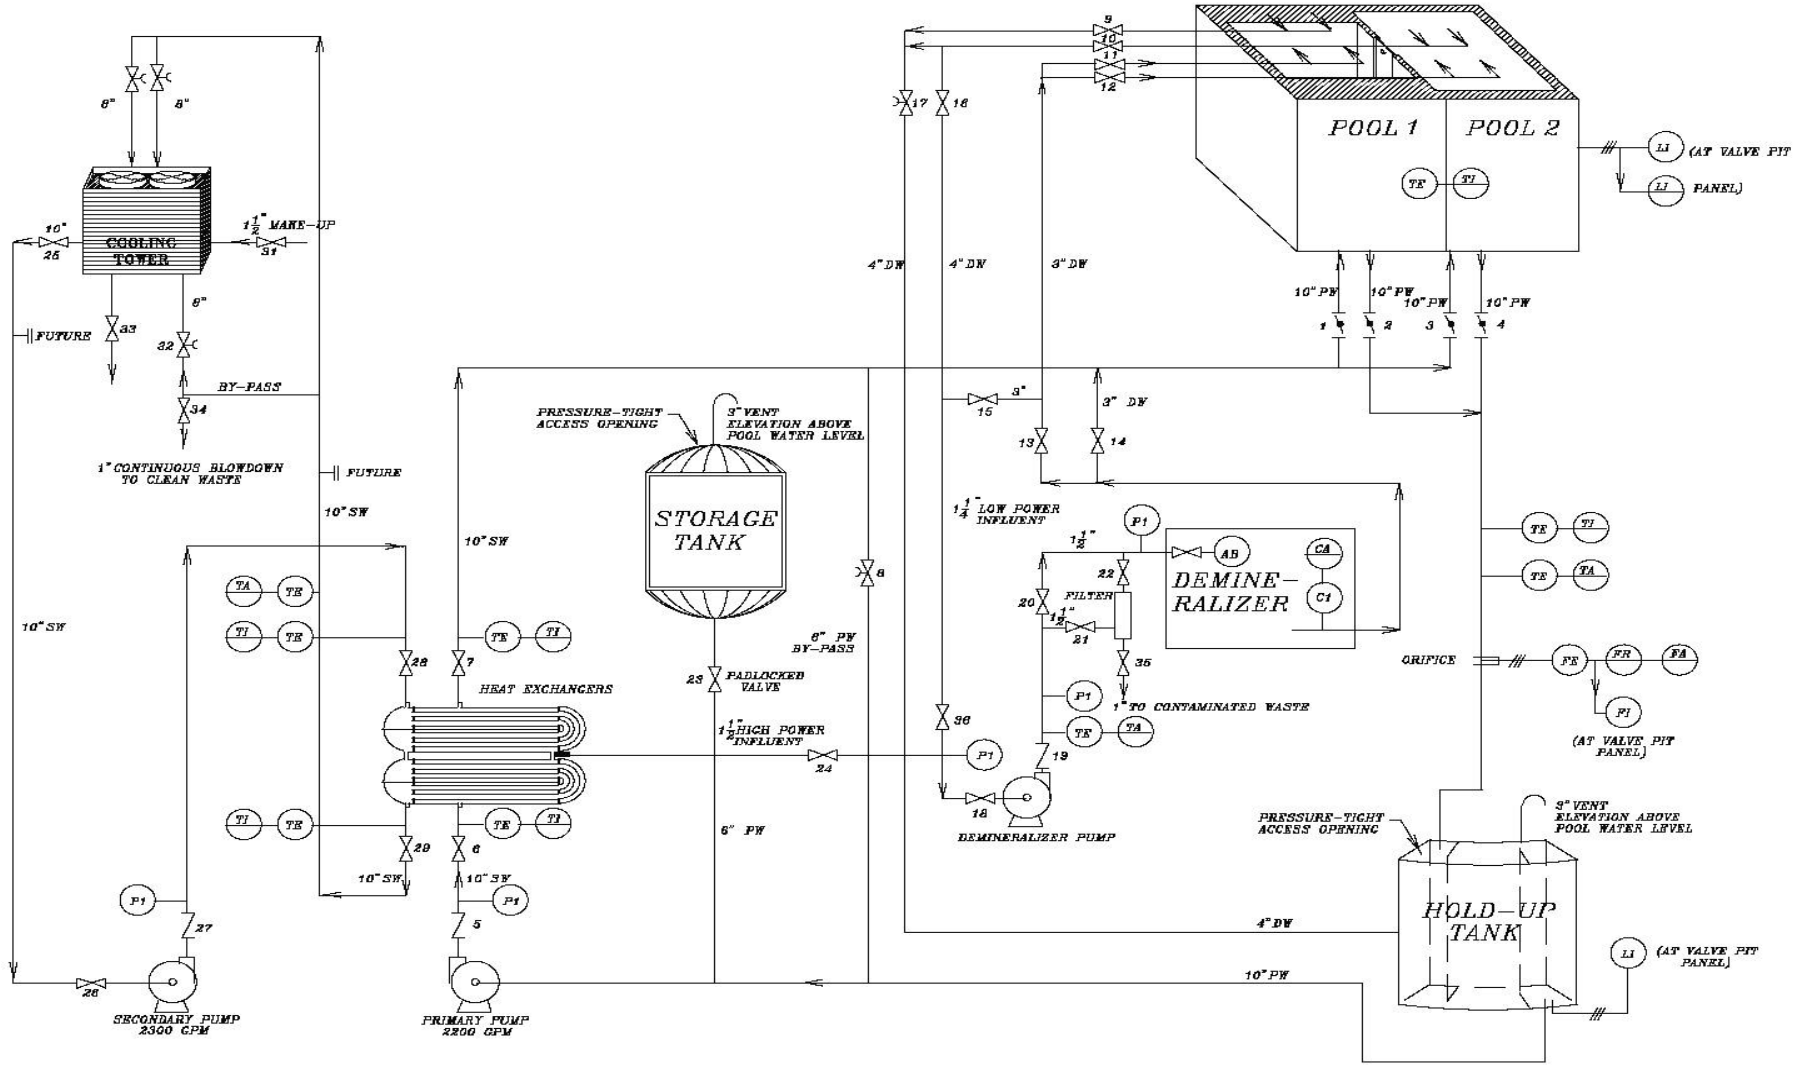 9
10
11
12
8"
8"
17
16
POOL 1
POOL 2
LI
(AT VALVE PIT
LI
PANEL)
TE
TI
10"
25
COOLING
TOWER
1 1/2" MAKE-UP
31
4" DW
4" DW
3" DW
8"
33
FUTURE
32
BY-PASS
34
1" CONTINUOUS BLOWDOWN
TO CLEAN WASTE
FUTURE
10" SW
10" PW
10" PW
10" PW
10" PW
1
2
3
4
PRESSURE-TIGHT
ACCESS OPENING
3" VENT
ELEVATION ABOVE
POOL WATER LEVEL
15
3"
3" DW
13
14
STORAGE
TANK
10" SW
1 1/4" LOW POWER
INFLUENT
1 1/2"
P1
AB
CA
C1
DEMINE-
RALIZER
TE
TI
TE
TA
8
22
FILTER
20
1 1/2"
21
35
TA
TE
TI
TE
10" SW
28
7
TE
TI
6" PW
BY-PASS
23
PADLOCKED
VALVE
ORIFICE
FE
FR
FA
FI
(AT VALVE PIT
PANEL)
HEAT EXCHANGERS
P1
1" TO CONTAMINATED WASTE
TE
TA
36
1 1/2" HIGH POWER
INFLUENT
24
P1
19
18
DEMINERALIZER PUMP
TI
TE
TE
TI
29
6
6" PW
10" SW
10" SW
P1
P1
27
5
PRESSURE-TIGHT
ACCESS OPENING
3" VENT
ELEVATION ABOVE
POOL WATER LEVEL
HOLD-UP
TANK
4" DW
10" PW
LI
(AT VALVE PIT
PANEL)
26
SECONDARY PUMP
2300 GPM
PRIMARY PUMP
2200 GPM